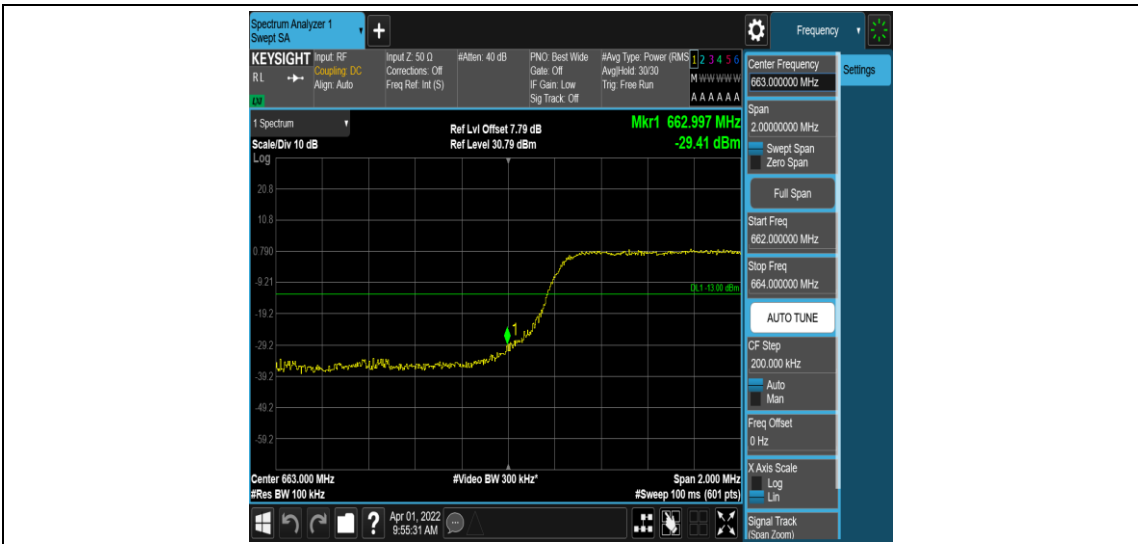 Spectrum Analyzer 1
Swept SA
+
Frequency
KEYSIGHT
RL
LXI
Input: RF
Coupling: DC
Align: Auto
Input Z: 50 Ω
Corrections: Off
Freq Ref: Int (S)
#Atten: 40 dB
PNO: Best Wide
Gate: Off
IF Gain: Low
Sig Track: Off
#Avg Type: Power (RMS
Avg|Hold: 30/30
Trig: Free Run
1 2 3 4 5 6
M W W W W W
A A A A A A
1 Spectrum
Scale/Div 10 dB
Log
Ref Lvl Offset 7.79 dB
Ref Level 30.79 dBm
Mkr1 662.997 MHz
-29.41 dBm
20.8
10.8
0.790
-9.21
-19.2
-29.2
-39.2
-49.2
-59.2
DL1 -13.00 dBm
1
Center 663.000 MHz
#Res BW 100 kHz
#Video BW 300 kHz*
Span 2.000 MHz
#Sweep 100 ms (601 pts)
Center Frequency
663.000000 MHz
Settings
Span
2.00000000 MHz
Swept Span
Zero Span
Full Span
Start Freq
662.000000 MHz
Stop Freq
664.000000 MHz
AUTO TUNE
CF Step
200.000 kHz
Auto
Man
Freq Offset
0 Hz
X Axis Scale
Log
Lin
Signal Track
(Span Zoom)
?
Apr 01, 2022
9:55:31 AM